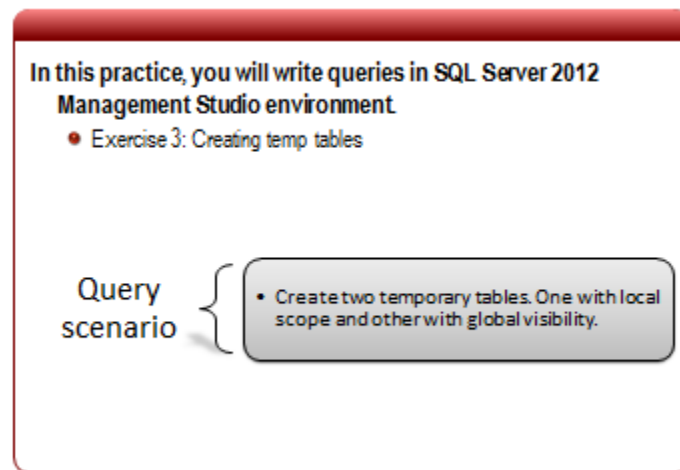 In this practice, you will write queries in SQL Server 2012
Management Studio environment.
Exercise 3: Creating temp tables
Query
scenario
• Create two temporary tables. One with local
scope and other with global visibility.